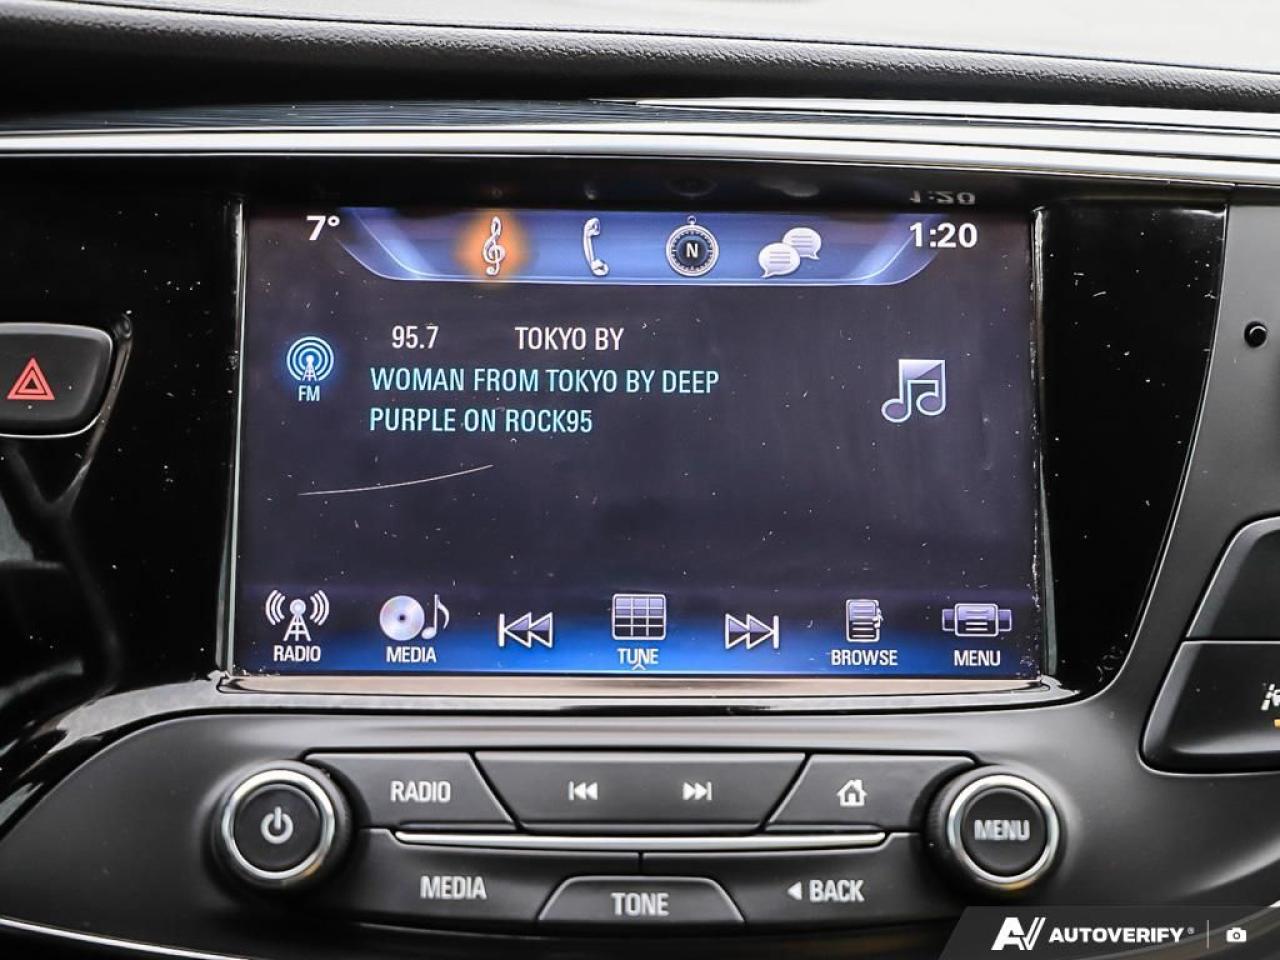 7° N 1:20
95.7 TOKYO BY
WOMAN FROM TOKYO BY DEEP
PURPLE ON ROCK95
FM
RADIO MEDIA TUNE BROWSE MENU
RADIO
MENU
MEDIA TONE BACK
AUTOVERIFY®